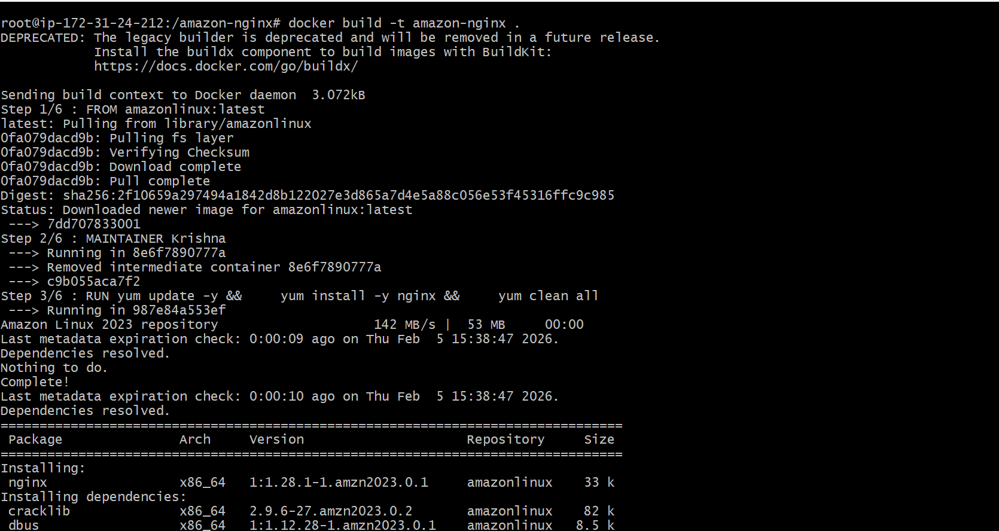 root@ip-172-31-24-212:/amazon-nginx# docker build -t amazon-nginx .
DEPRECATED: The legacy builder is deprecated and will be removed in a future release.
            Install the buildx component to build images with BuildKit:
            https://docs.docker.com/go/buildx/

Sending build context to Docker daemon  3.072kB
Step 1/6 : FROM amazonlinux:latest
latest: Pulling from library/amazonlinux
0fa079dacd9b: Pulling fs layer
0fa079dacd9b: Verifying Checksum
0fa079dacd9b: Download complete
0fa079dacd9b: Pull complete
Digest: sha256:2f10659a297494a1842d8b122027e3d865a7d4e5a88c056e53f45316ffc9c985
Status: Downloaded newer image for amazonlinux:latest
 ---> 7dd707833001
Step 2/6 : MAINTAINER Krishna
 ---> Running in 8e6f7890777a
 ---> Removed intermediate container 8e6f7890777a
 ---> c9b055aca7f2
Step 3/6 : RUN yum update -y &&     yum install -y nginx &&     yum clean all
 ---> Running in 987e84a553ef
Amazon Linux 2023 repository                    142 MB/s |  53 MB     00:00
Last metadata expiration check: 0:00:09 ago on Thu Feb  5 15:38:47 2026.
Dependencies resolved.
Nothing to do.
Complete!
Last metadata expiration check: 0:00:10 ago on Thu Feb  5 15:38:47 2026.
Dependencies resolved.
================================================================================
 Package               Arch     Version                     Repository     Size
================================================================================
Installing:
 nginx                 x86_64   1:1.28.1-1.amzn2023.0.1     amazonlinux    33 k
Installing dependencies:
 cracklib              x86_64   2.9.6-27.amzn2023.0.2       amazonlinux    82 k
 dbus                  x86_64   1:1.12.28-1.amzn2023.0.1    amazonlinux   8.5 k